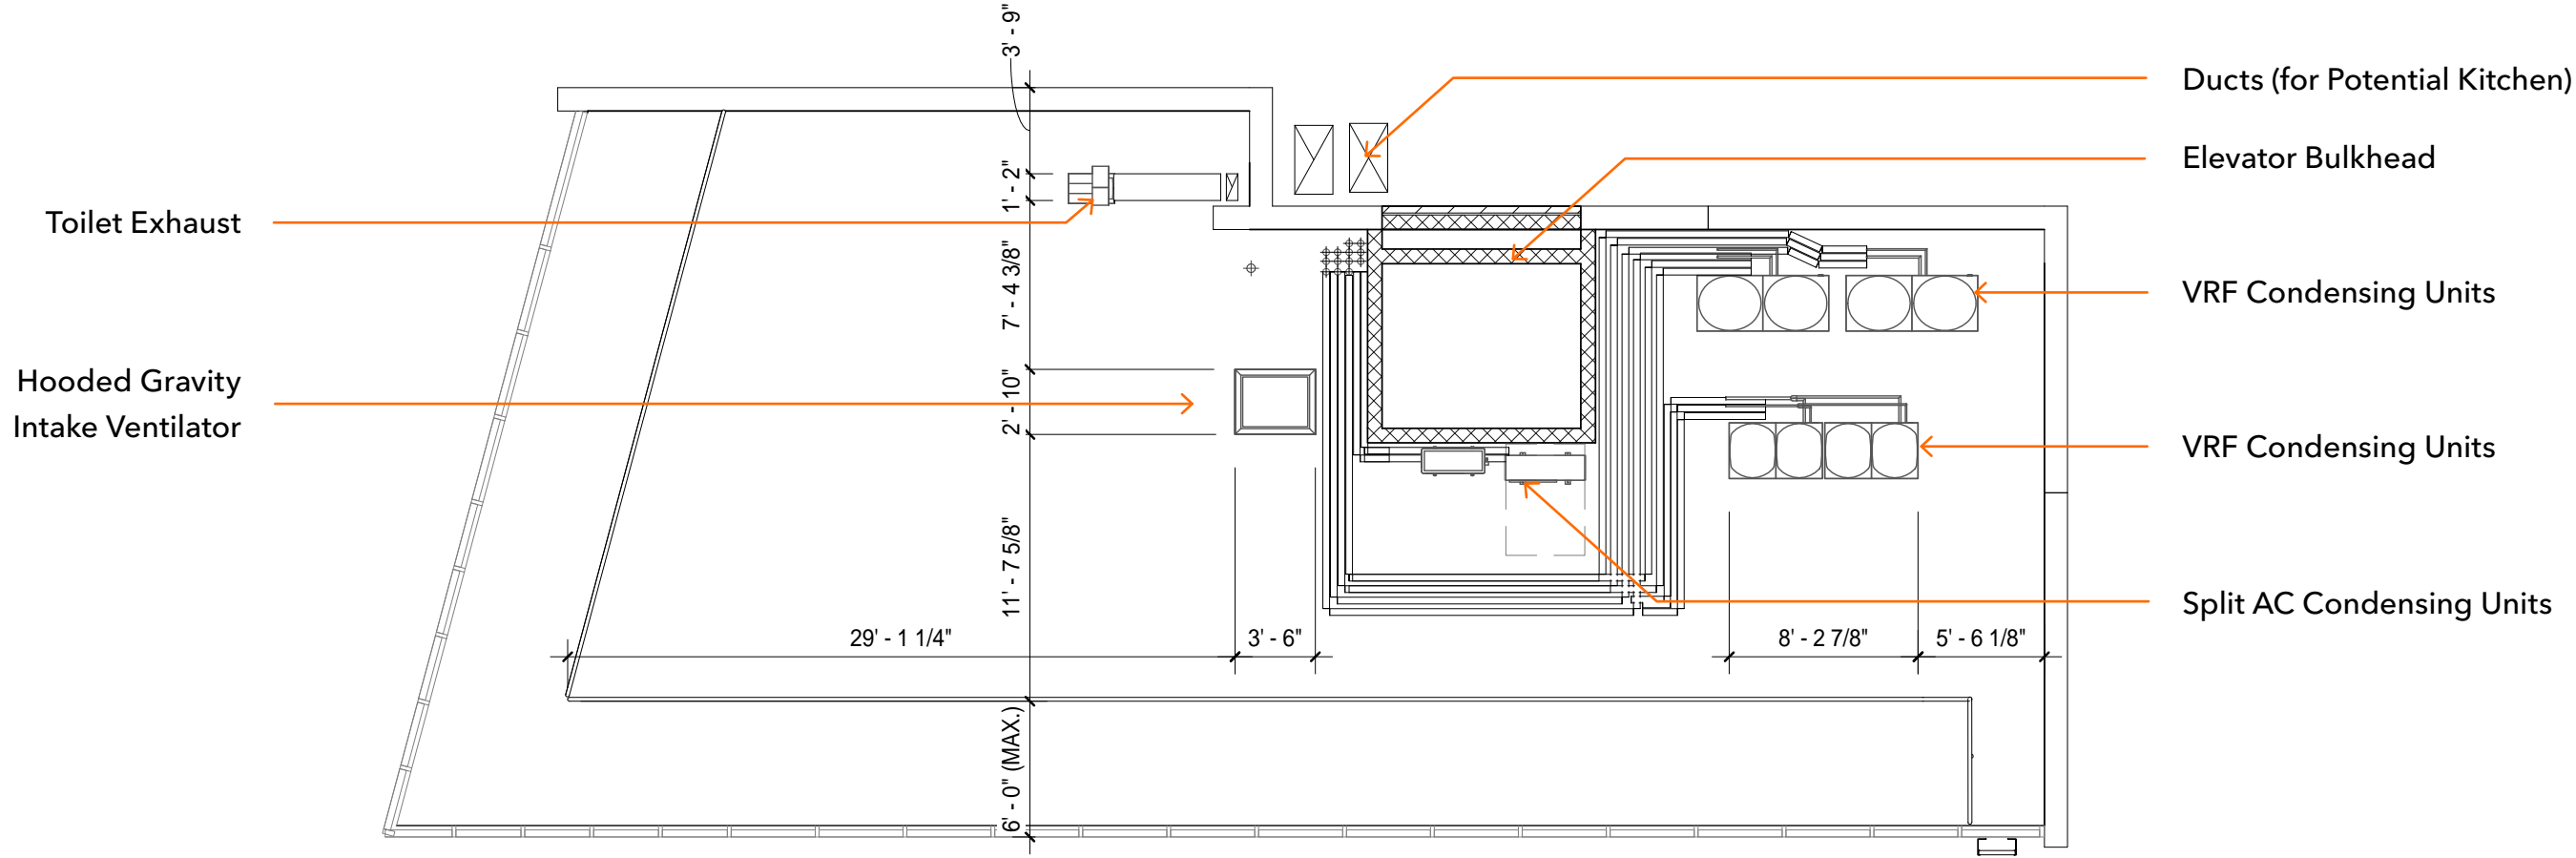 3' - 9"
Ducts (for Potential Kitchen)
Elevator Bulkhead
1' - 2"
Toilet Exhaust
7' - 4 3/8"
VRF Condensing Units
Hooded Gravity
Intake Ventilator
2' - 10"
VRF Condensing Units
11' - 7 5/8"
Split AC Condensing Units
29' - 1 1/4"
3' - 6"
8' - 2 7/8"
5' - 6 1/8"
6' - 0" (MAX.)